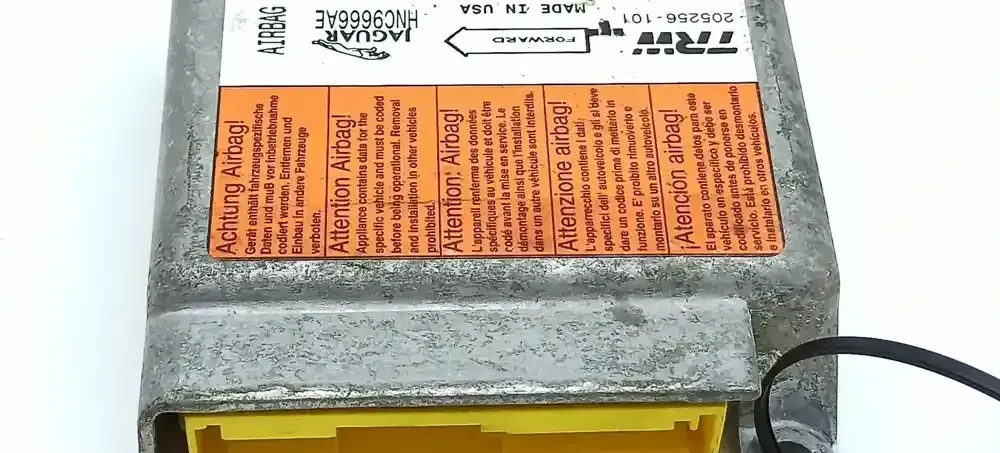 TRW
205256-101
FORWARD
MADE IN USA
JAGUAR
HNC9666AE
AIRBAG
Achtung Airbag!
Gerät enthält fahrzeugspezifische
Daten und muß vor Inbetriebnahme
codiert werden. Entfernen und
Einbau in andere Fahrzeuge
verboten.
Attention Airbag!
Appliance contains data for the
specific vehicle and must be coded
before being operational. Removal
and Installation in other vehicles
prohibited.
Attention: Airbag!
L'appareil renferme des données
spécifiques au véhicule et doit être
codé avant la mise en service. Le
démontage ainsi que l'installation
dans un autre véhicule sont interdits.
Attenzione airbag!
L'apparrecchio contiene i dati
specifici dell' autoveicolo e gli si deve
dare un codice prima di metterlo in
funzione. E' proibito rimuoverlo e
montarlo su un altro autoveicolo.
¡Atención airbag!
El aparato contiene datos para este
vehículo en específico y debe ser
codificado antes de ponerse en
servicio. Está prohibido desmontarlo
e instalarlo en otros vehículos.